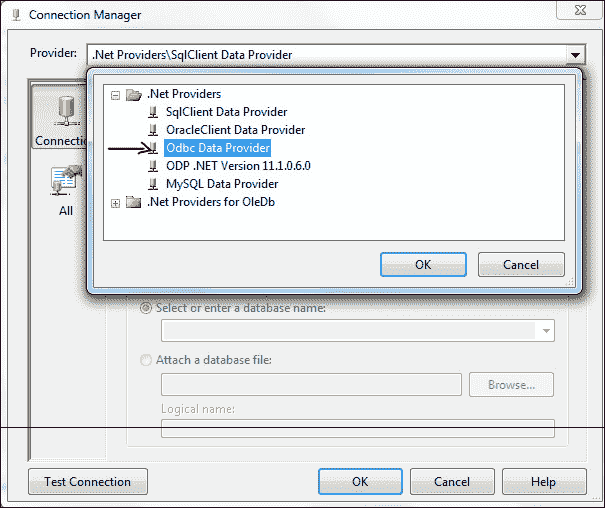 Connection Manager
Provider: .Net Providers\SqlClient Data Provider
.Net Providers
SqlClient Data Provider
OracleClient Data Provider
Odbc Data Provider
ODP .NET Version 11.1.0.6.0
MySQL Data Provider
.Net Providers for OleDb
Connectio
All
OK Cancel
Select or enter a database name:
Attach a database file:
Browse...
Logical name:
Test Connection OK Cancel Help